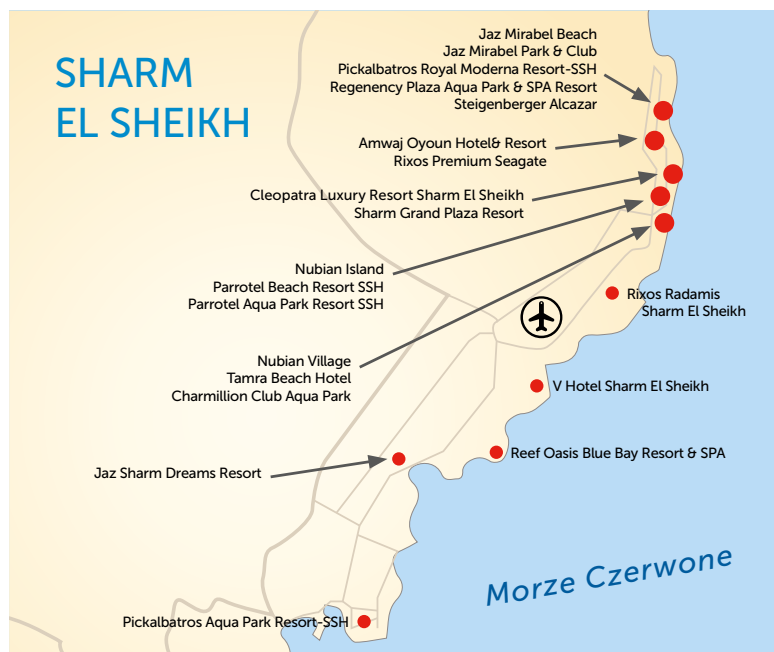 SHARM
EL SHEIKH
Jaz Mirabel Beach
Jaz Mirabel Park & Club
Pickalbatros Royal Moderna Resort-SSH
Regenency Plaza Aqua Park & SPA Resort
Steigenberger Alcazar
Amwaj Oyoun Hotel& Resort
Rixos Premium Seagate
Cleopatra Luxury Resort Sharm El Sheikh
Sharm Grand Plaza Resort
Nubian Island
Parrotel Beach Resort SSH
Parrotel Aqua Park Resort SSH
Rixos Radamis
Sharm El Sheikh
Nubian Village
Tamra Beach Hotel
Charmillion Club Aqua Park
V Hotel Sharm El Sheikh
Reef Oasis Blue Bay Resort & SPA
Jaz Sharm Dreams Resort
Morze Czerwone
Pickalbatros Aqua Park Resort-SSH